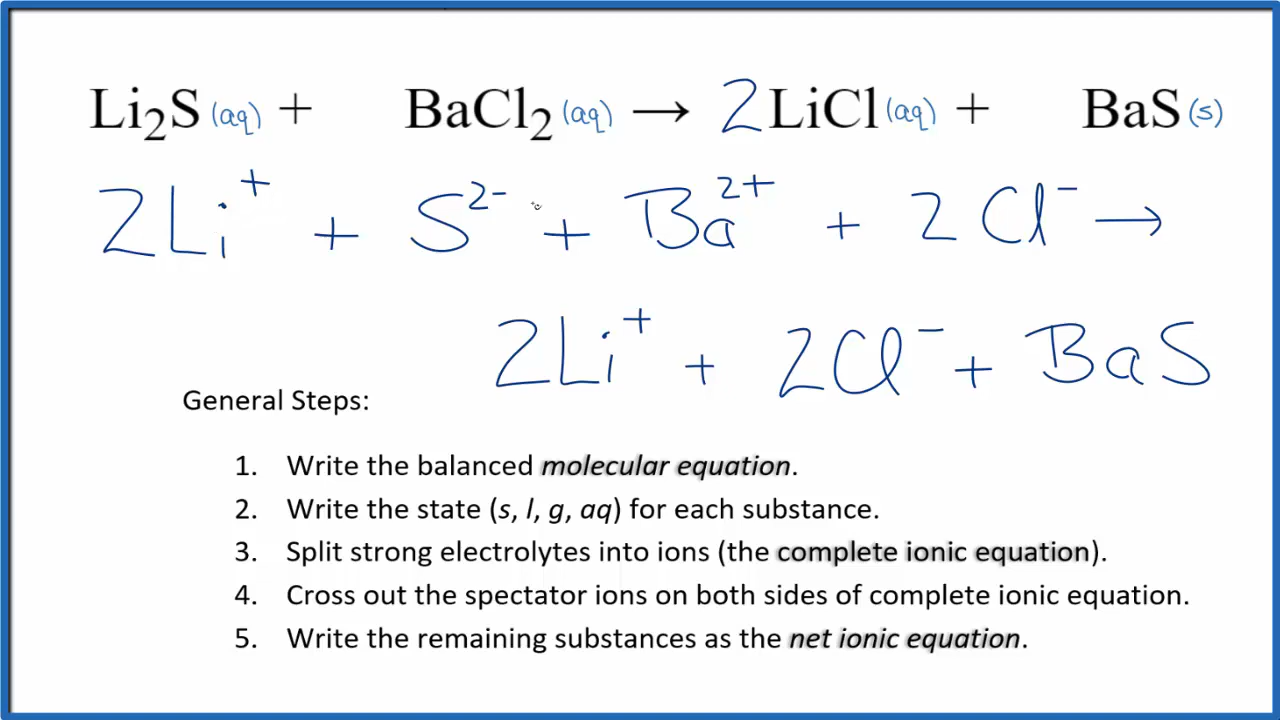 Li₂S (aq) + BaCl₂ (aq) → 2LiCl (aq) + BaS (s)
2Li⁺ + S²⁻ + Ba²⁺ + 2Cl⁻ →
2Li⁺ + 2Cl⁻ + BaS
General Steps:
1. Write the balanced molecular equation.
2. Write the state (s, l, g, aq) for each substance.
3. Split strong electrolytes into ions (the complete ionic equation).
4. Cross out the spectator ions on both sides of complete ionic equation.
5. Write the remaining substances as the net ionic equation.